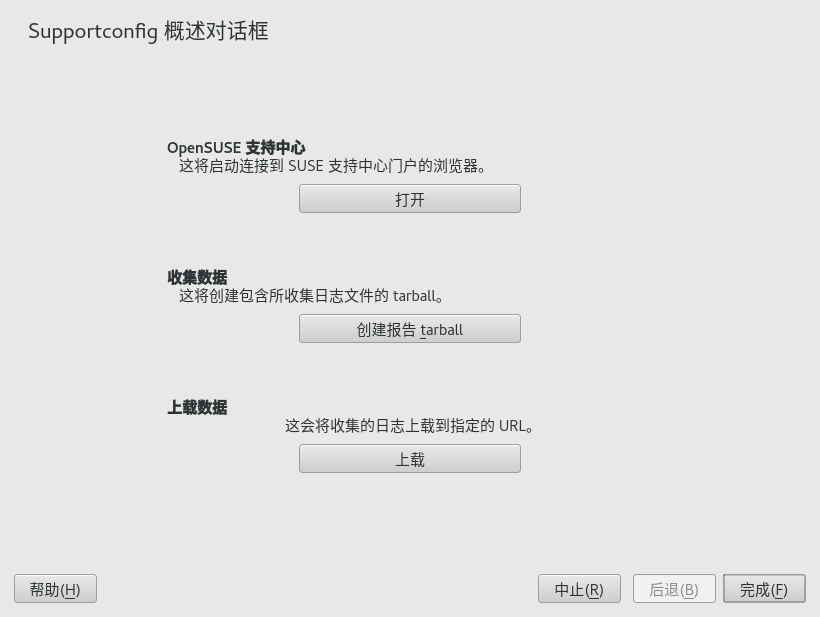 Supportconfig 概述对话框
OpenSUSE 支持中心
这将启动连接到 SUSE 支持中心门户的浏览器。
打开
收集数据
这将创建包含所收集日志文件的 tarball。
创建报告 tarball
上载数据
这会将收集的日志上载到指定的 URL。
上载
帮助(H) 中止(R) 后退(B) 完成(F)